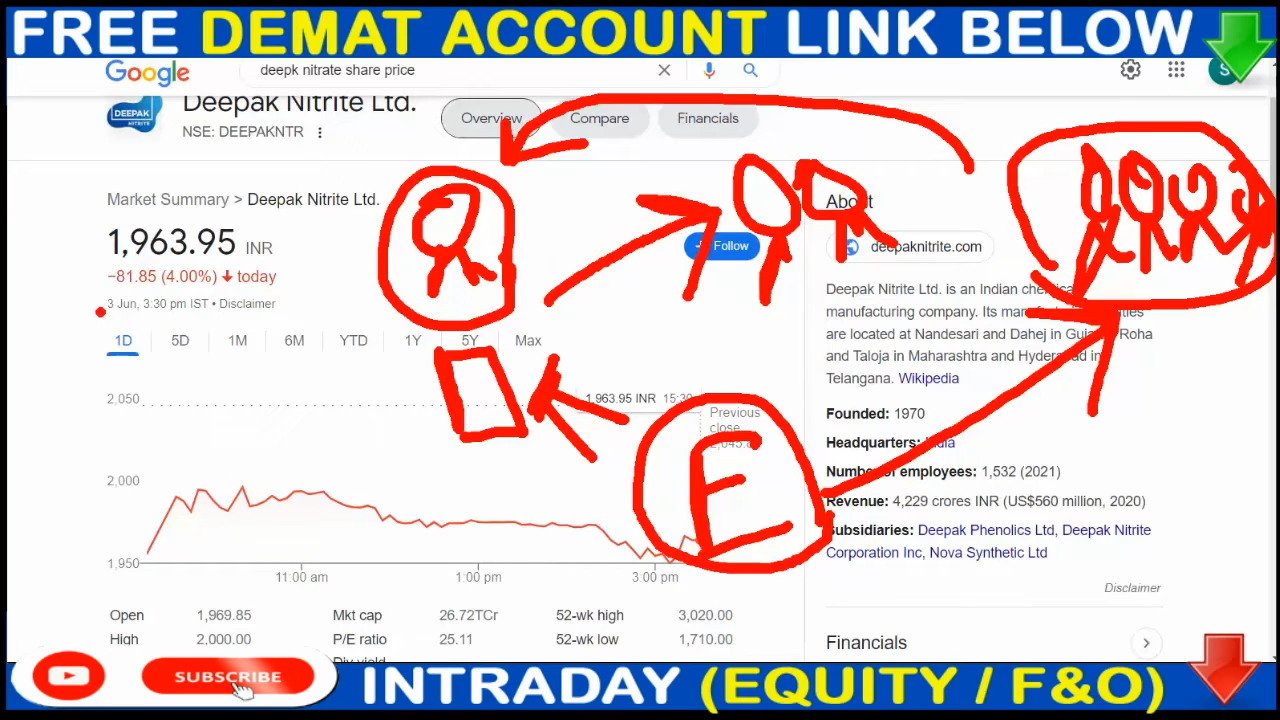 FREE DEMAT ACCOUNT LINK BELOW
Google
deepk nitrate share price
S
DEEPAK NITRITE
Deepak Nitrite Ltd.
NSE: DEEPAKNTR
Overview
Compare
Financials
Market Summary > Deepak Nitrite Ltd.
1,963.95 INR
−81.85 (4.00%) today
3 Jun, 3:30 pm IST • Disclaimer
+ Follow
1D 5D 1M 6M YTD 1Y 5Y Max
2,050
2,000
1,950
1,963.95 INR 15:30
Previous
close
11:00 am
1:00 pm
3:00 pm
E
Open 1,969.85
High 2,000.00
Mkt cap 26.72TCr
P/E ratio 25.11
52-wk high 3,020.00
52-wk low 1,710.00
About
deepaknitrite.com
Deepak Nitrite Ltd. is an Indian
manufacturing company. Its
are located at Nandesari and Dahej in Roha
and Taloja in Maharashtra and in
Telangana. Wikipedia
Founded: 1970
Headquarters: India
Number of employees: 1,532 (2021)
Revenue: 4,229 crores INR (US$560 million, 2020)
Subsidiaries: Deepak Phenolics Ltd, Deepak Nitrite
Corporation Inc, Nova Synthetic Ltd
Disclaimer
Financials
SUBSCRIBE
INTRADAY (EQUITY / F&O)